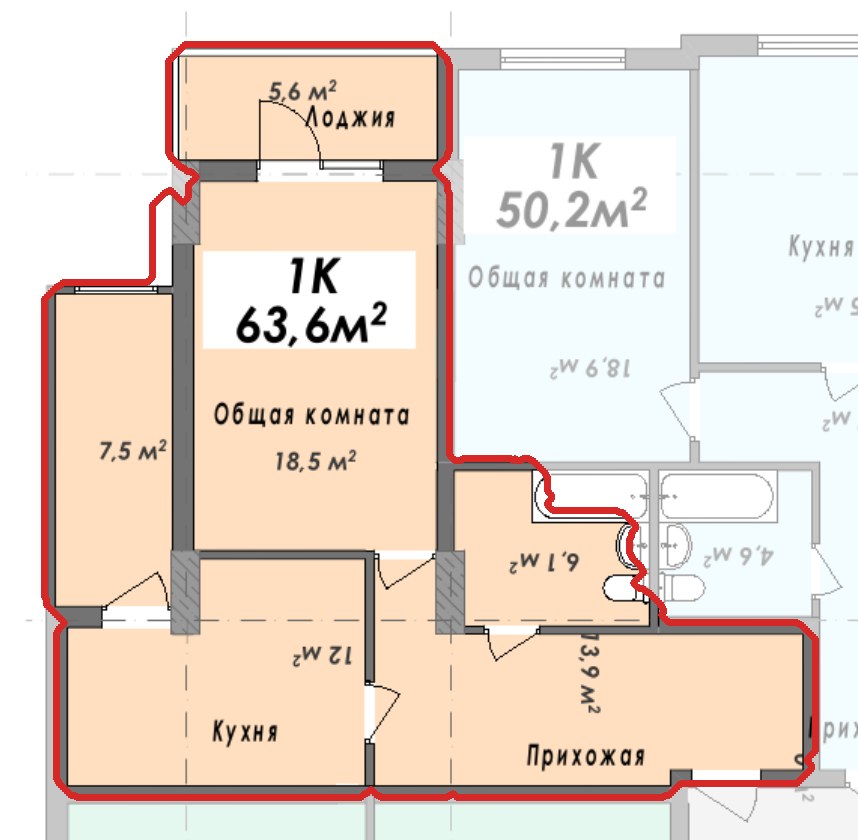 5,6 м²
Лоджия
1К
50,2м²
Кухня
1К
63,6м²
Общая комната
18,9 м²
Общая комната
18,5 м²
7,5 м²
6,1 м²
4,6 м²
12 м²
13,9 м²
Кухня
Прихожая